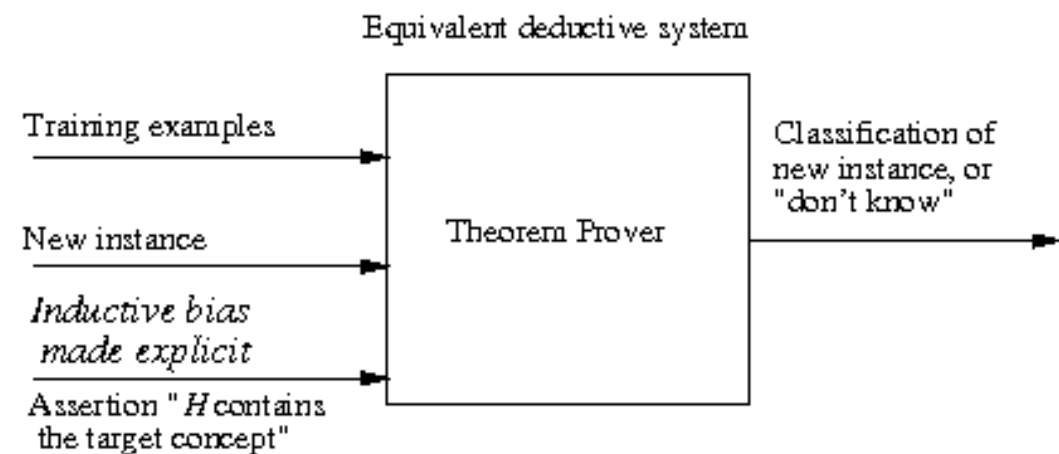 Equivalent deductive system
Training examples
New instance
Inductive bias
made explicit
Assertion "H contains
the target concept"
Theorem Prover
Classification of
new instance, or
"don't know"